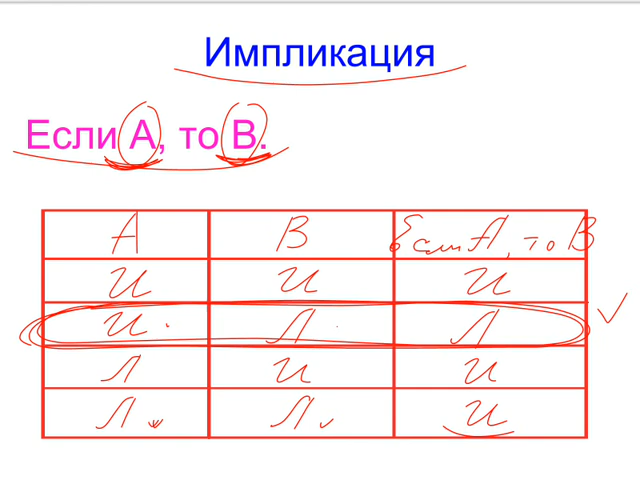 Импликация
Если А, то В.
А В Если А, то В
И И И
И Л Л
Л И И
Л Л И